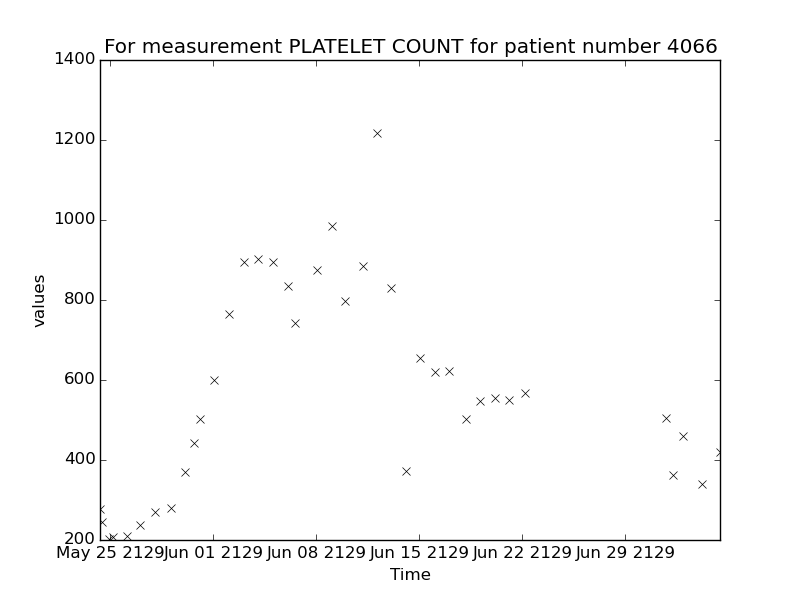 For measurement PLATELET COUNT for patient number 4066
1400
1200
1000
800
600
400
200
values
May 25 2129 Jun 01 2129 Jun 08 2129 Jun 15 2129 Jun 22 2129 Jun 29 2129
Time